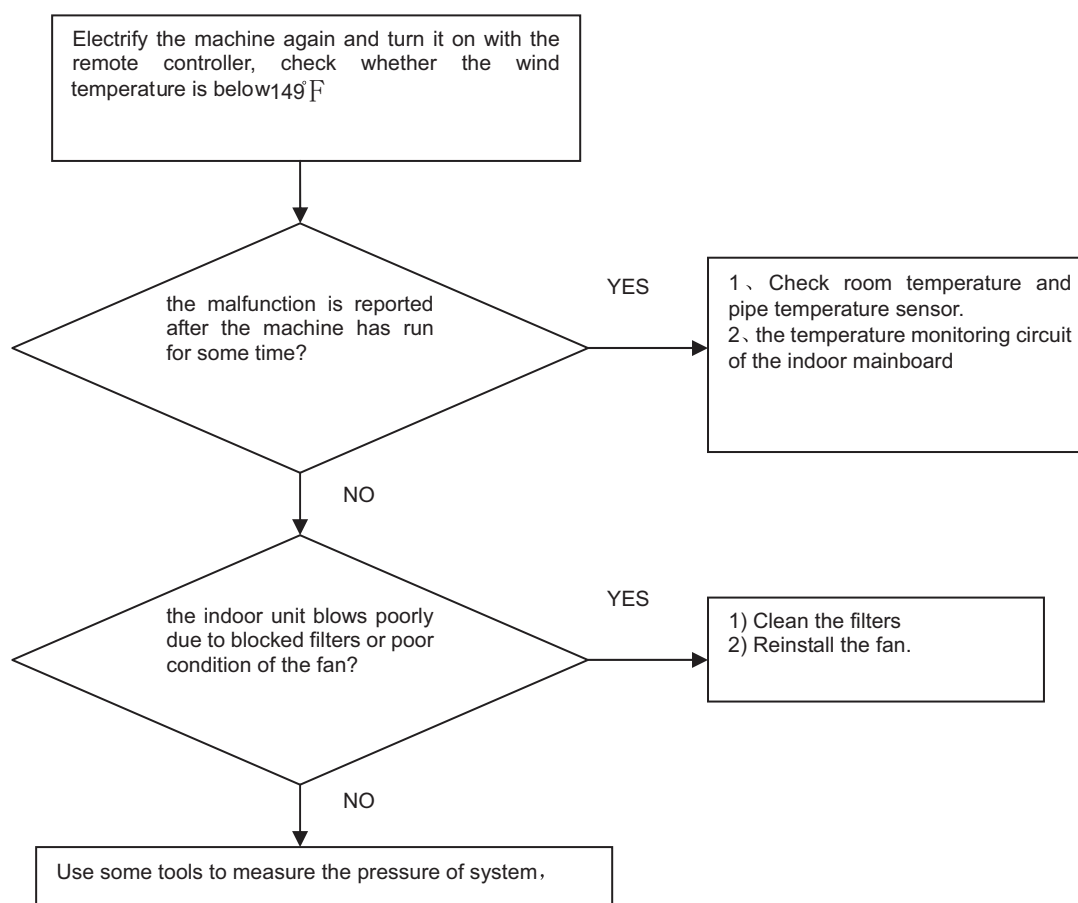 Electrify the machine again and turn it on with the
remote controller, check whether the wind
temperature is below149°F
the malfunction is reported
after the machine has run
for some time?
YES
1、Check room temperature and
pipe temperature sensor.
2、the temperature monitoring circuit
of the indoor mainboard
NO
the indoor unit blows poorly
due to blocked filters or poor
condition of the fan?
YES
1) Clean the filters
2) Reinstall the fan.
NO
Use some tools to measure the pressure of system，